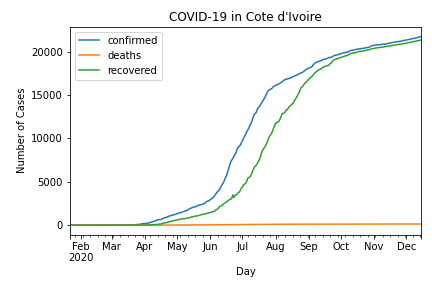 COVID-19 in Cote d'Ivoire
confirmed
deaths
recovered
Number of Cases
20000
15000
10000
5000
0
Feb Mar Apr May Jun Jul Aug Sep Oct Nov Dec
2020
Day